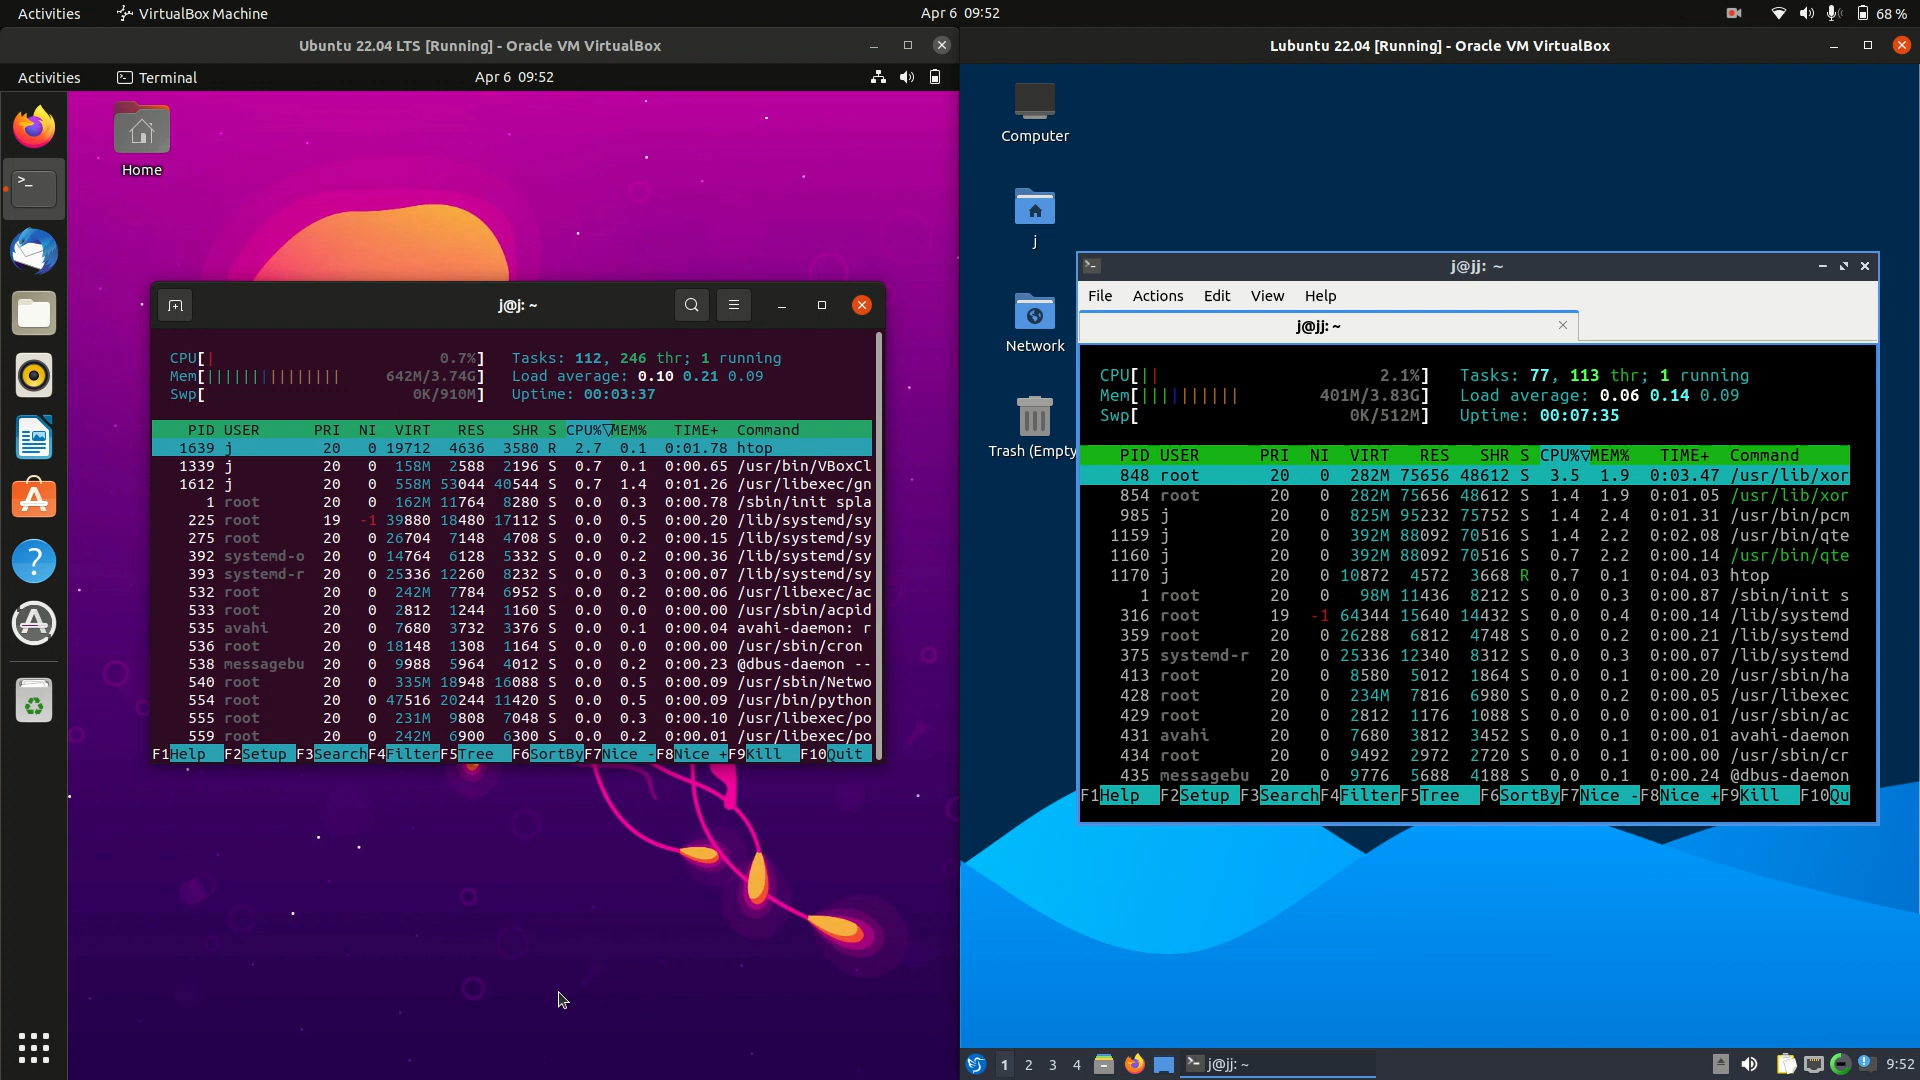 Activities VirtualBox Machine Apr 6 09:52 68 %
Ubuntu 22.04 LTS [Running] - Oracle VM VirtualBox
Activities Terminal Apr 6 09:52
Home
j@j: ~
CPU[| 0.7%] Tasks: 112, 246 thr; 1 running
Mem[||||||||||||||| 642M/3.74G] Load average: 0.10 0.21 0.09
Swp[ 0K/910M] Uptime: 00:03:37
PID USER PRI NI VIRT RES SHR S CPU%▽MEM% TIME+ Command
1639 j 20 0 19712 4636 3580 R 2.7 0.1 0:01.78 htop
1339 j 20 0 158M 2588 2196 S 0.7 0.1 0:00.65 /usr/bin/VBoxCl
1612 j 20 0 558M 53044 40544 S 0.7 1.4 0:01.26 /usr/libexec/gn
1 root 20 0 162M 11764 8280 S 0.0 0.3 0:00.78 /sbin/init spla
225 root 19 -1 39880 18480 17112 S 0.0 0.5 0:00.20 /lib/systemd/sy
275 root 20 0 26704 7148 4708 S 0.0 0.2 0:00.15 /lib/systemd/sy
392 systemd-o 20 0 14764 6128 5332 S 0.0 0.2 0:00.36 /lib/systemd/sy
393 systemd-r 20 0 25336 12260 8232 S 0.0 0.3 0:00.07 /lib/systemd/sy
532 root 20 0 242M 7784 6952 S 0.0 0.2 0:00.06 /usr/libexec/ac
533 root 20 0 2812 1244 1160 S 0.0 0.0 0:00.00 /usr/sbin/acpid
535 avahi 20 0 7680 3732 3376 S 0.0 0.1 0:00.04 avahi-daemon: r
536 root 20 0 18148 1308 1164 S 0.0 0.0 0:00.00 /usr/sbin/cron
538 messagebu 20 0 9988 5964 4012 S 0.0 0.2 0:00.23 @dbus-daemon --
540 root 20 0 335M 18948 16088 S 0.0 0.5 0:00.09 /usr/sbin/Netwo
554 root 20 0 47516 20244 11420 S 0.0 0.5 0:00.09 /usr/bin/python
555 root 20 0 231M 9808 7048 S 0.0 0.3 0:00.10 /usr/libexec/po
559 root 20 0 242M 6900 6300 S 0.0 0.2 0:00.02 /usr/libexec/po
F1Help F2Setup F3SearchF4FilterF5Tree F6SortByF7Nice -F8Nice +F9Kill F10Quit
Lubuntu 22.04 [Running] - Oracle VM VirtualBox
Computer
j
Network
Trash (Empty
j@jj: ~
File Actions Edit View Help
j@jj: ~
CPU[|| 2.1%] Tasks: 77, 113 thr; 1 running
Mem[|||||||||| 401M/3.83G] Load average: 0.06 0.14 0.09
Swp[ 0K/512M] Uptime: 00:07:35
PID USER PRI NI VIRT RES SHR S CPU%▽MEM% TIME+ Command
848 root 20 0 282M 75656 48612 S 3.5 1.9 0:03.47 /usr/lib/xor
854 root 20 0 282M 75656 48612 S 1.4 1.9 0:01.05 /usr/lib/xor
985 j 20 0 825M 95232 75752 S 1.4 2.4 0:01.31 /usr/bin/pcm
1159 j 20 0 392M 88092 70516 S 1.4 2.2 0:02.08 /usr/bin/qte
1160 j 20 0 392M 88092 70516 S 0.7 2.2 0:00.14 /usr/bin/qte
1170 j 20 0 10872 4572 3668 R 0.7 0.1 0:04.03 htop
1 root 20 0 98M 11436 8212 S 0.0 0.3 0:00.87 /sbin/init s
316 root 19 -1 64344 15640 14432 S 0.0 0.4 0:00.14 /lib/systemd
359 root 20 0 26288 6812 4748 S 0.0 0.2 0:00.21 /lib/systemd
375 systemd-r 20 0 25336 12340 8312 S 0.0 0.3 0:00.07 /lib/systemd
413 root 20 0 8580 5012 1864 S 0.0 0.1 0:00.20 /usr/sbin/ha
428 root 20 0 234M 7816 6980 S 0.0 0.2 0:00.05 /usr/libexec
429 root 20 0 2812 1176 1088 S 0.0 0.0 0:00.01 /usr/sbin/ac
431 avahi 20 0 7680 3812 3452 S 0.0 0.1 0:00.01 avahi-daemon
434 root 20 0 9492 2972 2720 S 0.0 0.1 0:00.00 /usr/sbin/cr
435 messagebu 20 0 9776 5688 4188 S 0.0 0.1 0:00.24 @dbus-daemon
F1Help F2Setup F3SearchF4FilterF5Tree F6SortByF7Nice -F8Nice +F9Kill F10Qu
1 2 3 4 j@jj: ~ 9:52